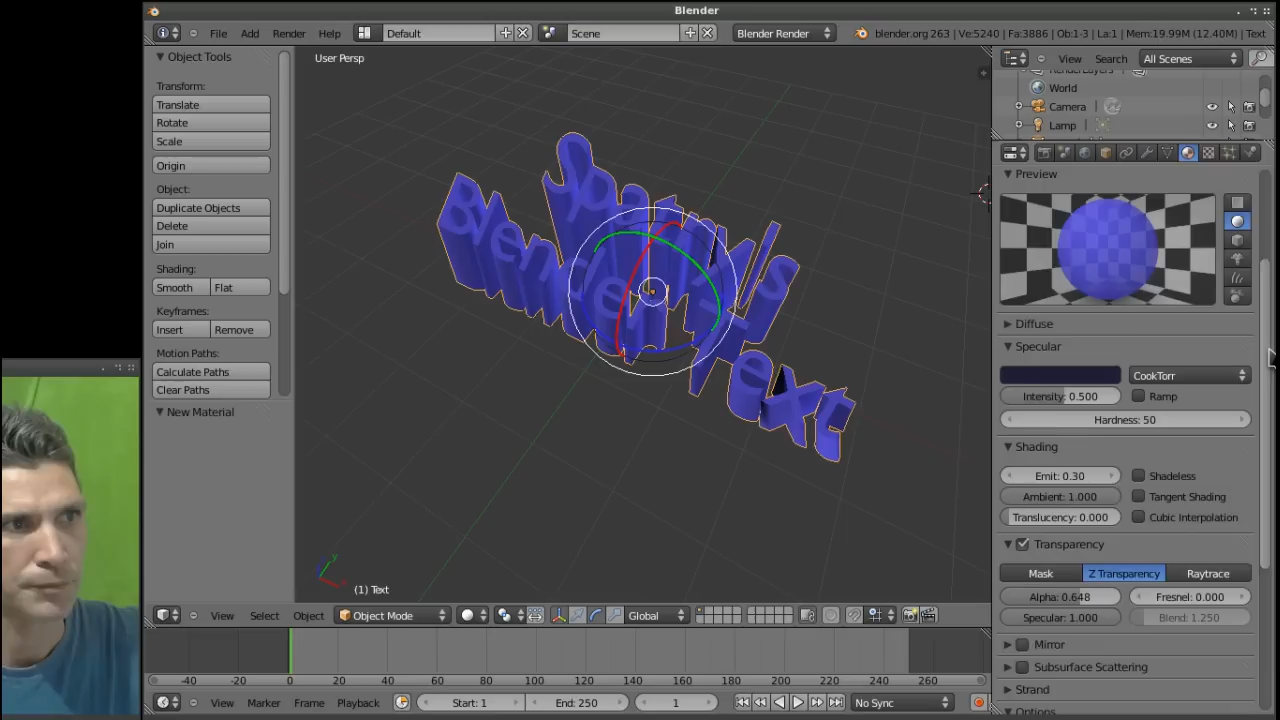 Blender
File Add Render Help Default Scene Blender Render blender.org 263 | Ve:5240 | Fa:3886 | Ob:1-3 | La:1 | Mem:19.99M (12.40M) | Text
Object Tools
Transform:
Translate
Rotate
Scale
Origin
Object:
Duplicate Objects
Delete
Join
Shading:
Smooth Flat
Keyframes:
Insert Remove
Motion Paths:
Calculate Paths
Clear Paths
New Material
User Persp
Blender
Text
(1) Text
View Select Object Object Mode Global
-40 -20 0 20 40 60 80 100 120 140 160 180 200 220 240 260
View Marker Frame Playback Start: 1 End: 250 1 No Sync
View Search All Scenes
RenderLayers
World
Camera
Lamp
Preview
Diffuse
Specular
CookTorr
Intensity: 0.500 Ramp
Hardness: 50
Shading
Emit: 0.30 Shadeless
Ambient: 1.000 Tangent Shading
Translucency: 0.000 Cubic Interpolation
Transparency
Mask Z Transparency Raytrace
Alpha: 0.648 Fresnel: 0.000
Specular: 1.000 Blend: 1.250
Mirror
Subsurface Scattering
Strand
Options